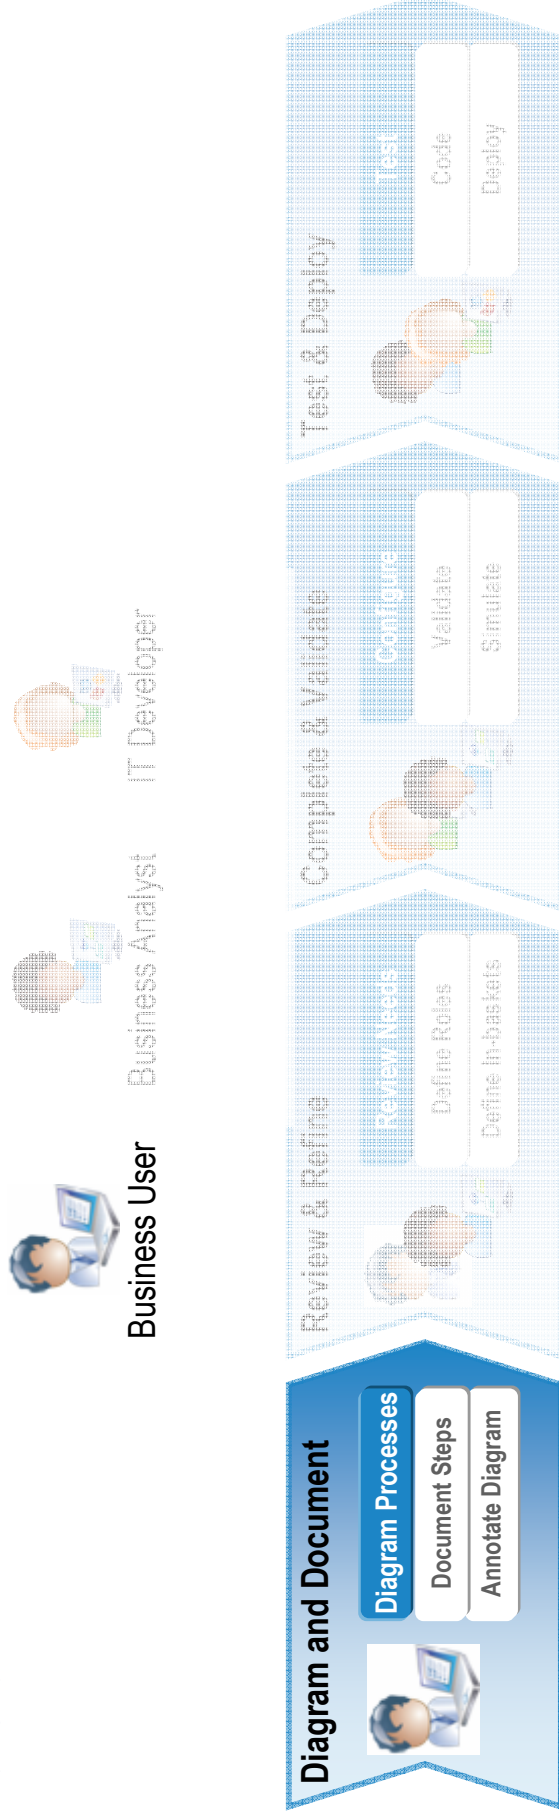 Business User
Business Analyst
IT Developer
Diagram and Document
Diagram Processes
Document Steps
Annotate Diagram
Review & Refine
Review Needs
Define Roles
Define In-baskets
Complete & Validate
Configure
Validate
Simulate
Test & Deploy
Test
Code
Deploy